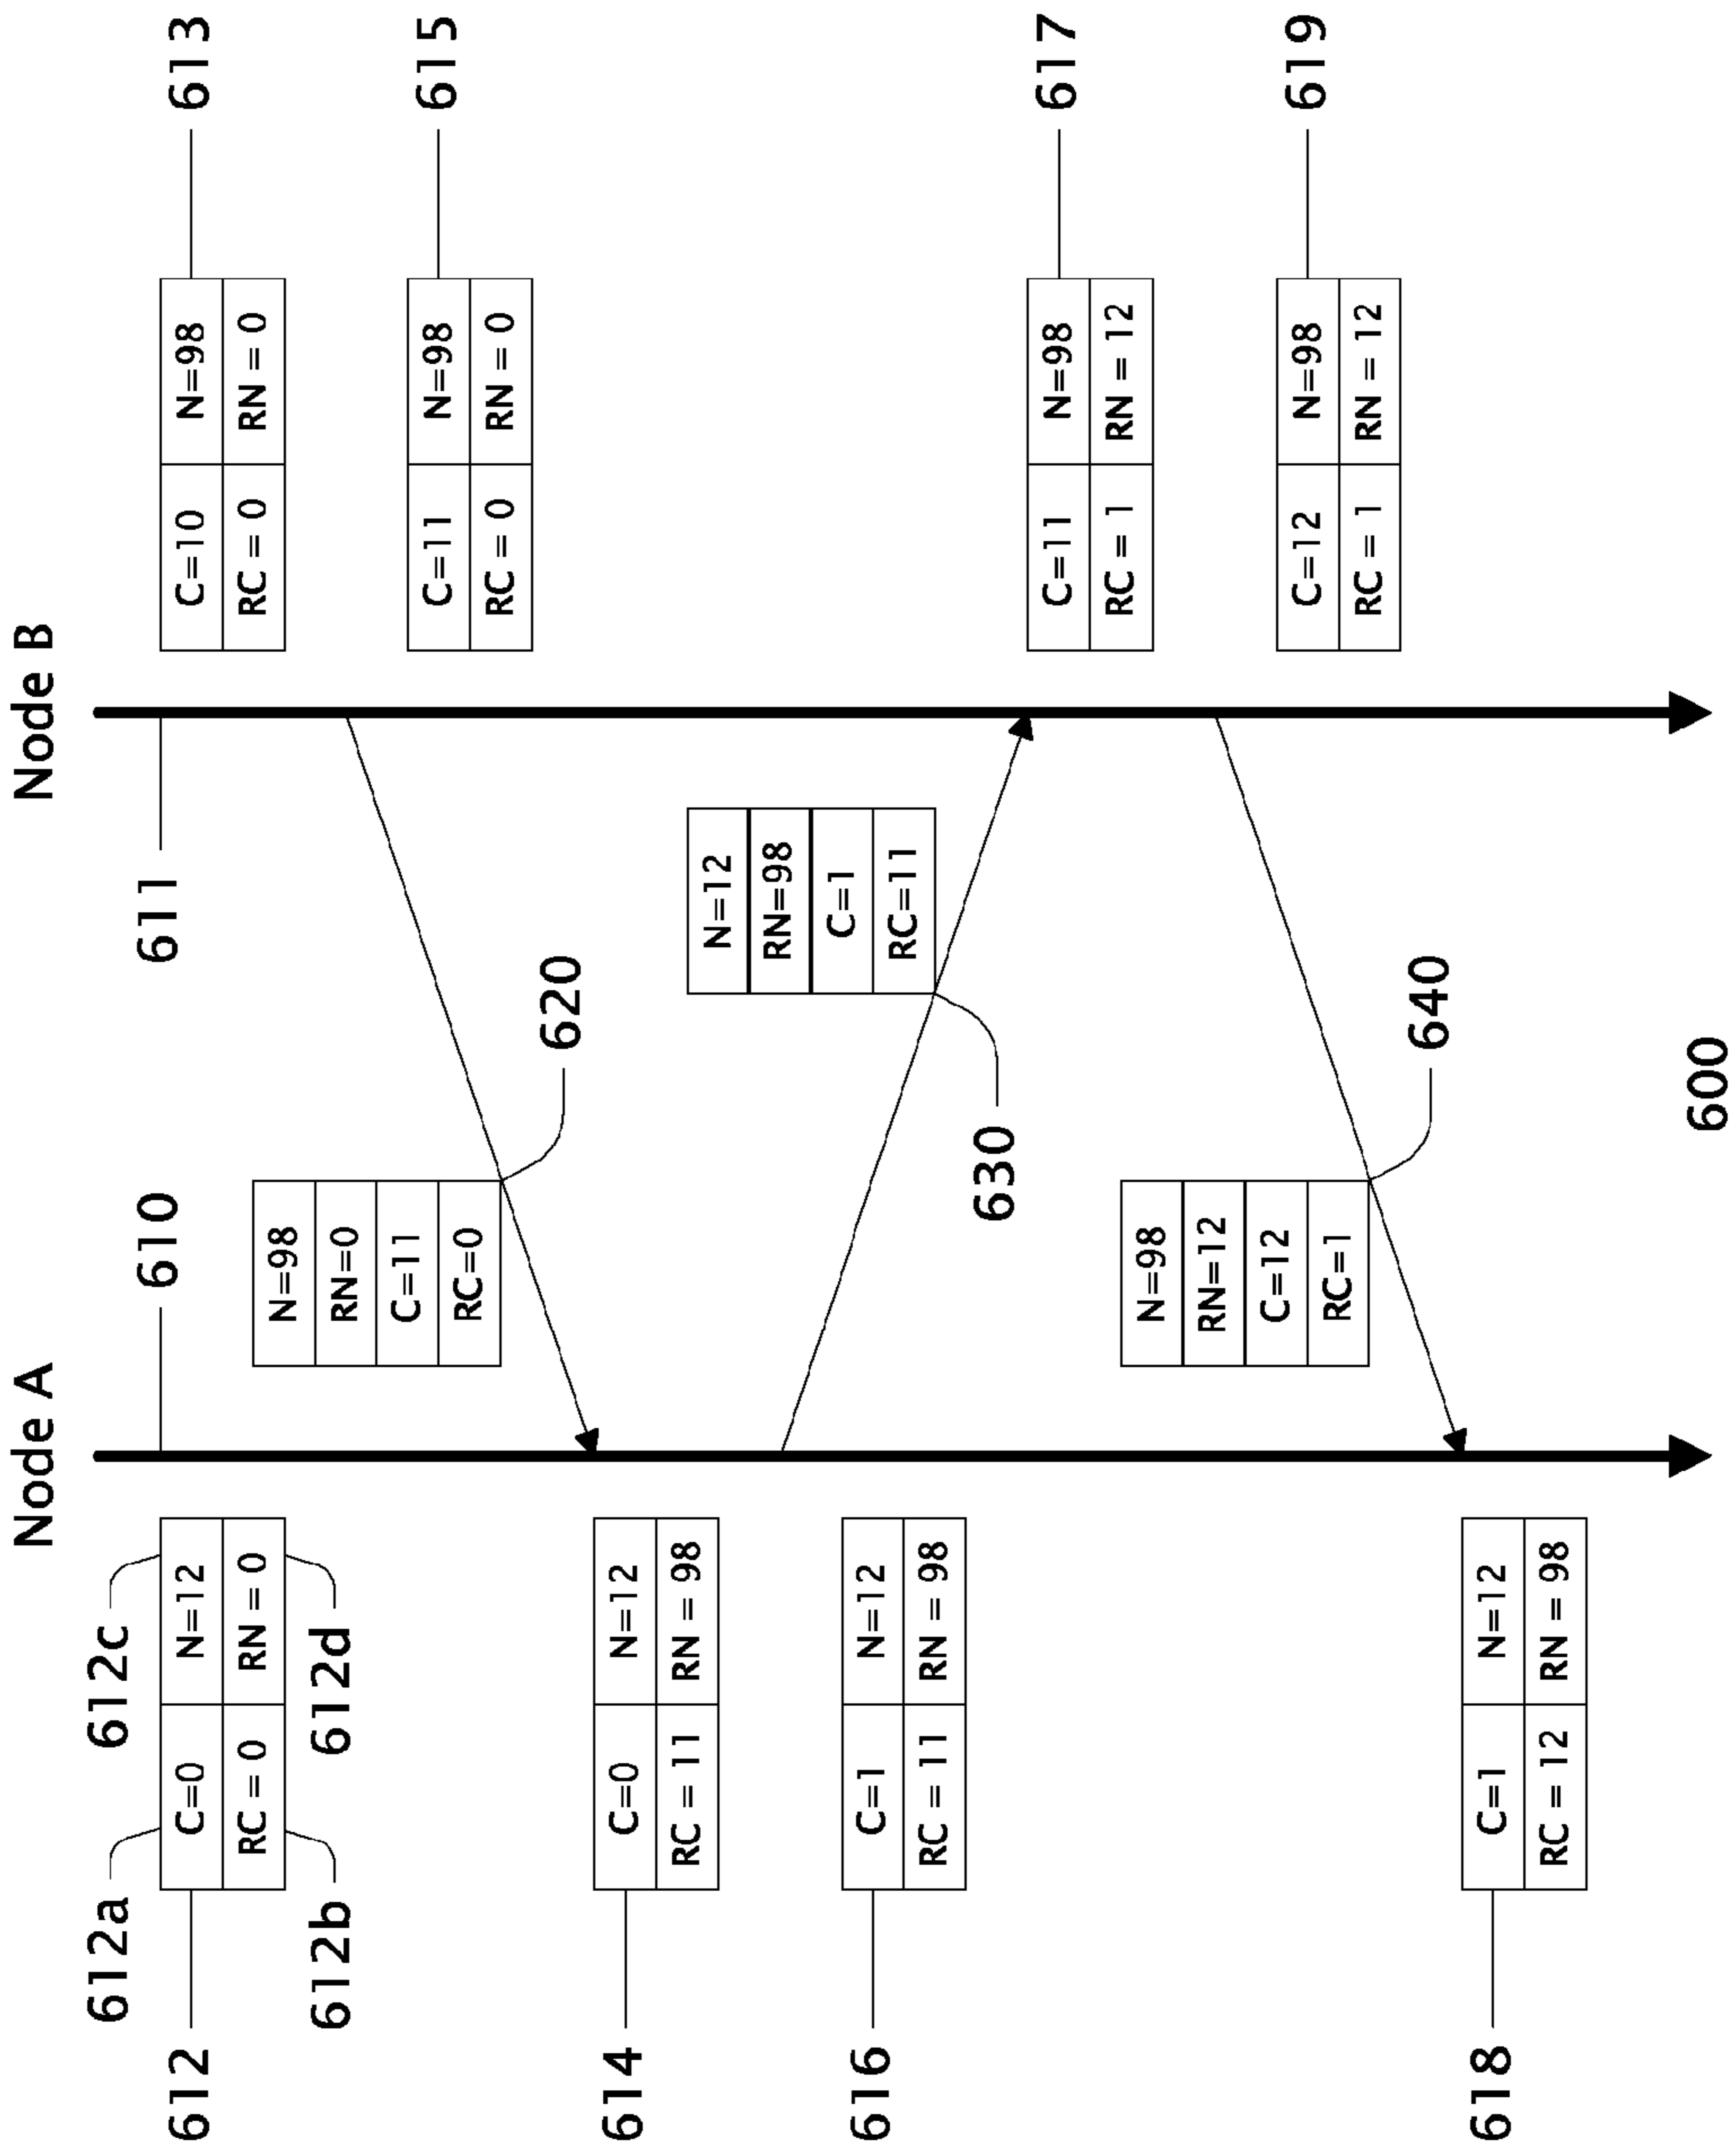 Node A
Node B
610
611
612
612a
612c
C=0
N=12
RC = 0
RN = 0
612b
612d
C=10
N=98
RC = 0
RN = 0
613
C=11
N=98
RC = 0
RN = 0
615
N=98
RN=0
C=11
RC=0
620
614
C=0
N=12
RC = 11
RN = 98
616
C=1
N=12
RC = 11
RN = 98
N=12
RN=98
C=1
RC=11
630
C=11
N=98
RC = 1
RN = 12
617
C=12
N=98
RC = 1
RN = 12
619
N=98
RN=12
C=12
RC=1
640
618
C=1
N=12
RC = 12
RN = 98
600